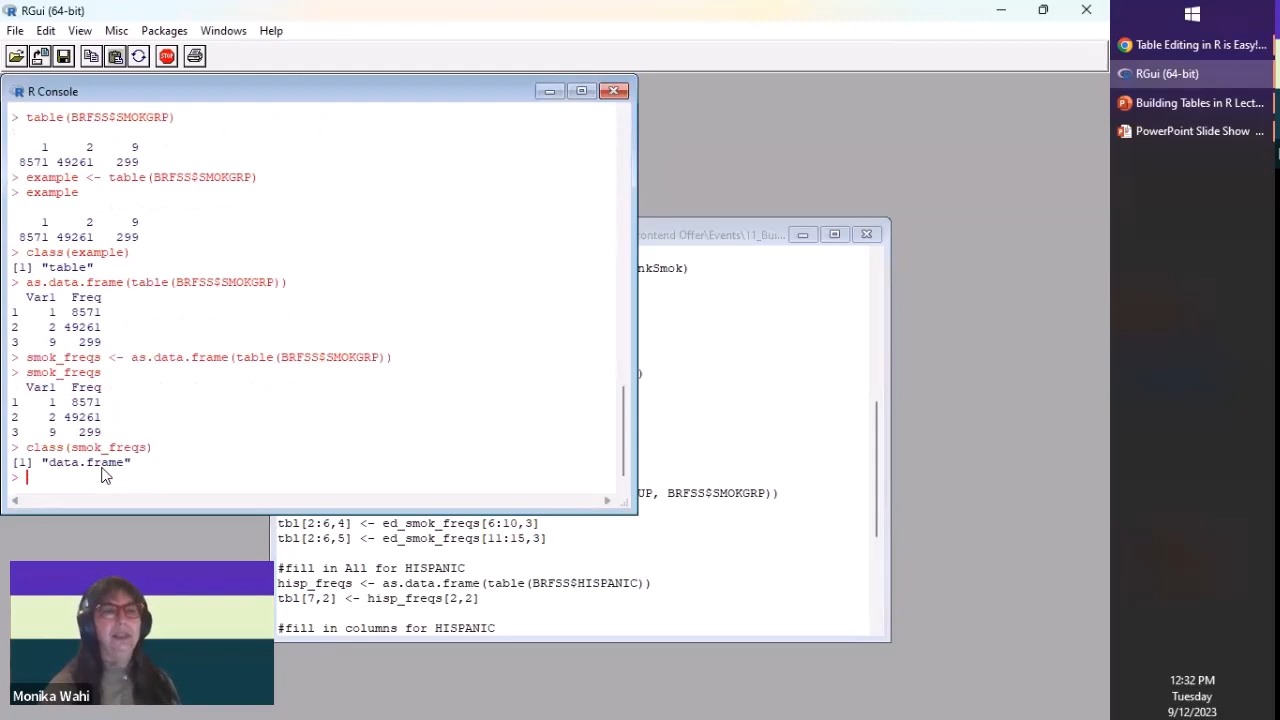 RGui (64-bit)
File Edit View Misc Packages Windows Help
STOP
R Console
> table(BRFSS$SMOKGRP)
1 2 9
8571 49261 299
> example <- table(BRFSS$SMOKGRP)
> example
1 2 9
8571 49261 299
> class(example)
[1] "table"
> as.data.frame(table(BRFSS$SMOKGRP))
Var1 Freq
1 1 8571
2 2 49261
3 9 299
> smok_freqs <- as.data.frame(table(BRFSS$SMOKGRP))
> smok_freqs
Var1 Freq
1 1 8571
2 2 49261
3 9 299
> class(smok_freqs)
[1] "data.frame"
>
Offer\Events\11_Bui...
nkSmok)
)
UP, BRFSS$SMOKGRP))
tbl[2:6,4] <- ed_smok_freqs[6:10,3]
tbl[2:6,5] <- ed_smok_freqs[11:15,3]
#fill in All for HISPANIC
hisp_freqs <- as.data.frame(table(BRFSS$HISPANIC))
tbl[7,2] <- hisp_freqs[2,2]
#fill in columns for HISPANIC
Monika Wahi
Table Editing in R is Easy!...
RGui (64-bit)
Building Tables in R Lect...
PowerPoint Slide Show ...
12:32 PM
Tuesday
9/12/2023